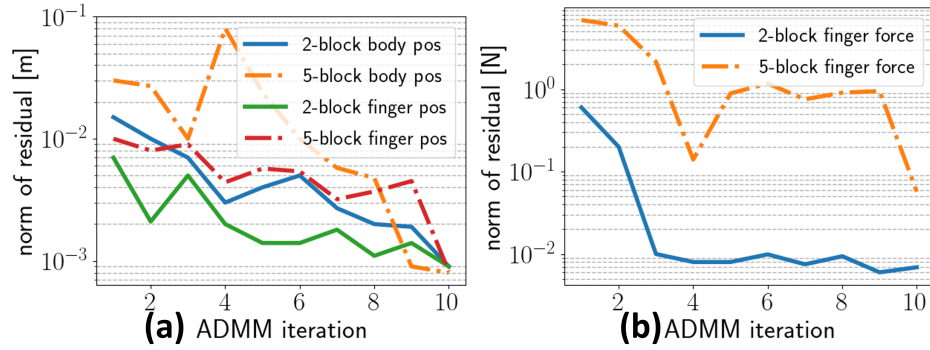 norm of residual [m]
10⁻¹
10⁻²
10⁻³
2-block body pos
5-block body pos
2-block finger pos
5-block finger pos
2 4 6 8 10
(a) ADMM iteration
norm of residual [N]
10⁰
10⁻¹
10⁻²
2-block finger force
5-block finger force
2 4 6 8 10
(b) ADMM iteration